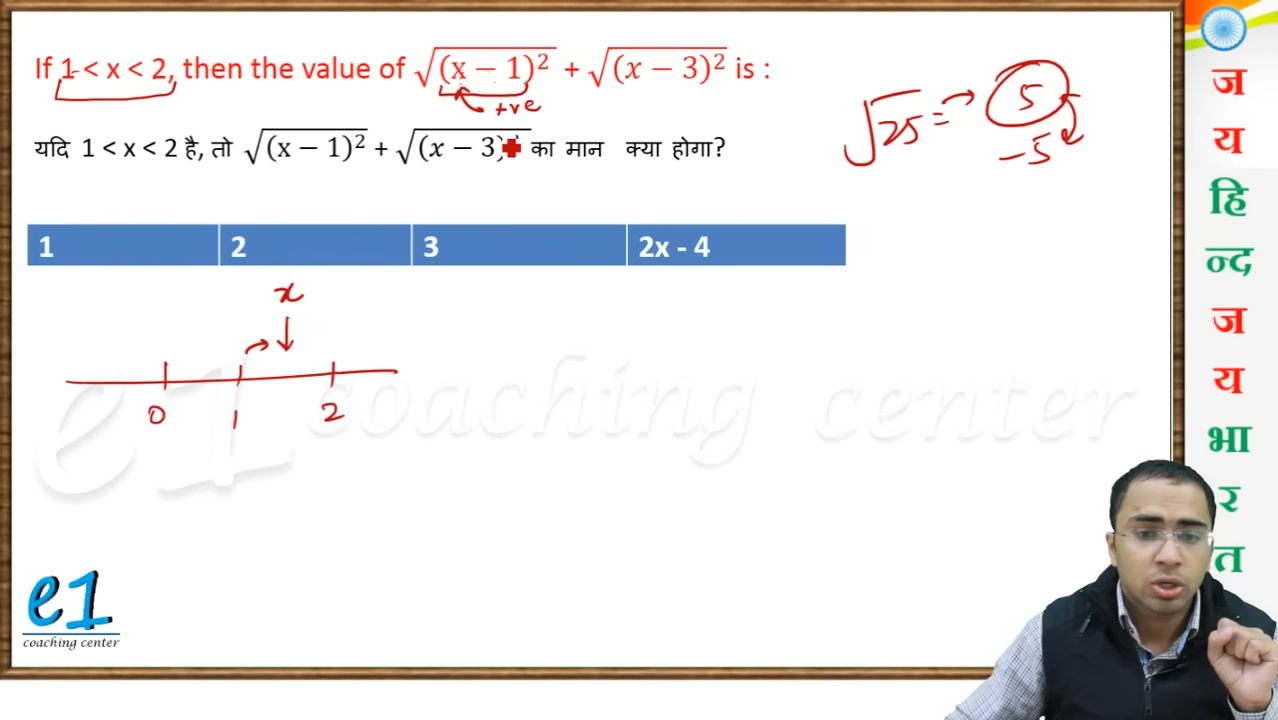 If 1 < x < 2, then the value of √(x − 1)² + √(x − 3)² is :
+ve
√25 = 5
−5
यदि 1 < x < 2 है, तो √(x − 1)² + √(x − 3) का मान क्या होगा?
1 2 3 2x - 4
x
0 1 2
e1 coaching center
e1
coaching center
ज
य
हि
न्द
ज
य
भा
र
त